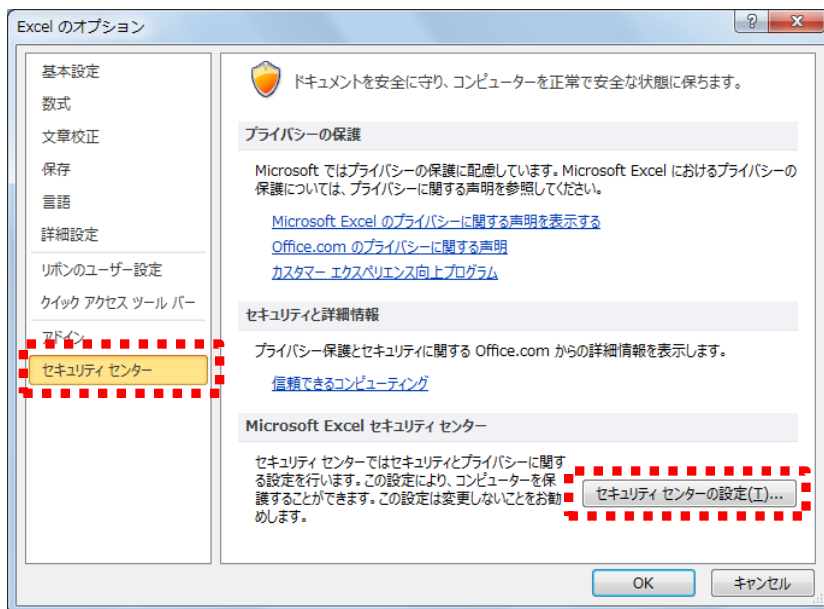 Excel のオプション
基本設定
数式
文章校正
保存
言語
詳細設定
リボンのユーザー設定
クイック アクセス ツール バー
アドイン
セキュリティ センター
ドキュメントを安全に守り、コンピューターを正常で安全な状態に保ちます。
プライバシーの保護
Microsoft ではプライバシーの保護に配慮しています。Microsoft Excel におけるプライバシーの
保護については、プライバシーに関する声明を参照してください。
Microsoft Excel のプライバシーに関する声明を表示する
Office.com のプライバシーに関する声明
カスタマー エクスペリエンス向上プログラム
セキュリティと詳細情報
プライバシー保護とセキュリティに関する Office.com からの詳細情報を表示します。
信頼できるコンピューティング
Microsoft Excel セキュリティ センター
セキュリティ センターではセキュリティとプライバシーに関す
る設定を行います。この設定により、コンピューターを保
護することができます。この設定は変更しないことをお勧
めします。
セキュリティ センターの設定(T)...
OK
キャンセル